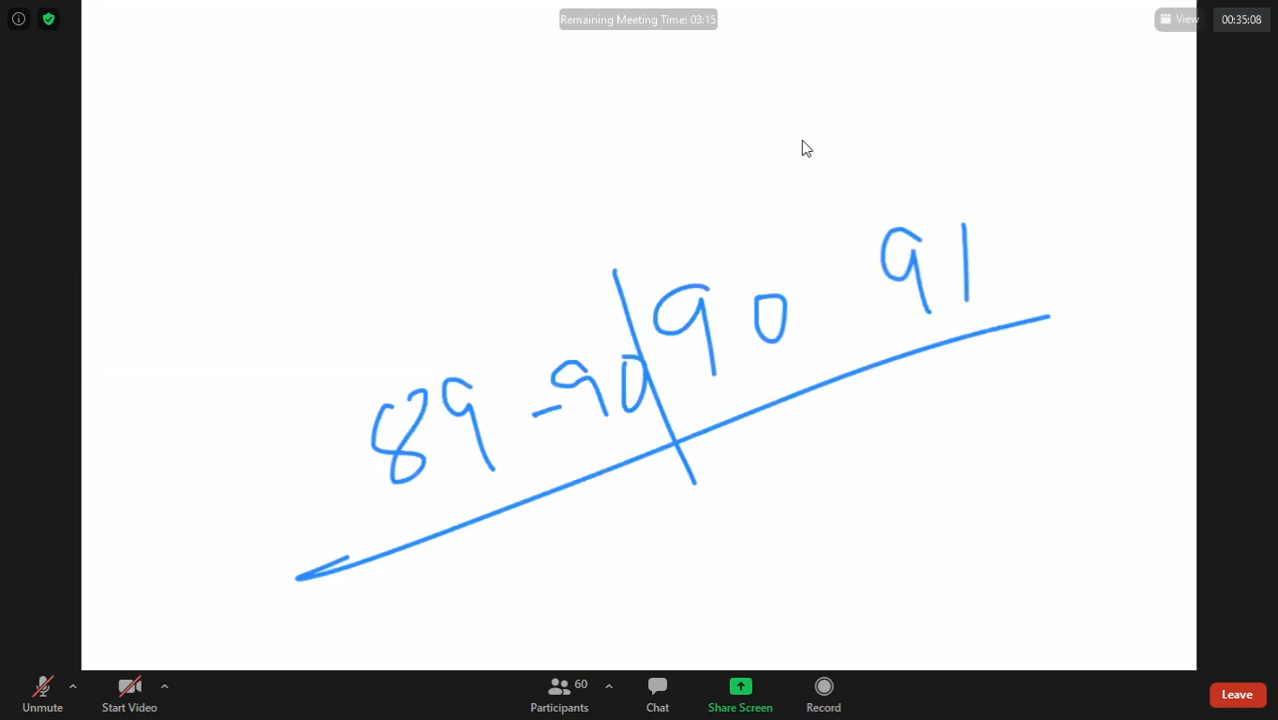 Remaining Meeting Time: 03:15
View
00:35:08
89 -90 90 91
Unmute
Start Video
Participants
60
Chat
Share Screen
Record
Leave